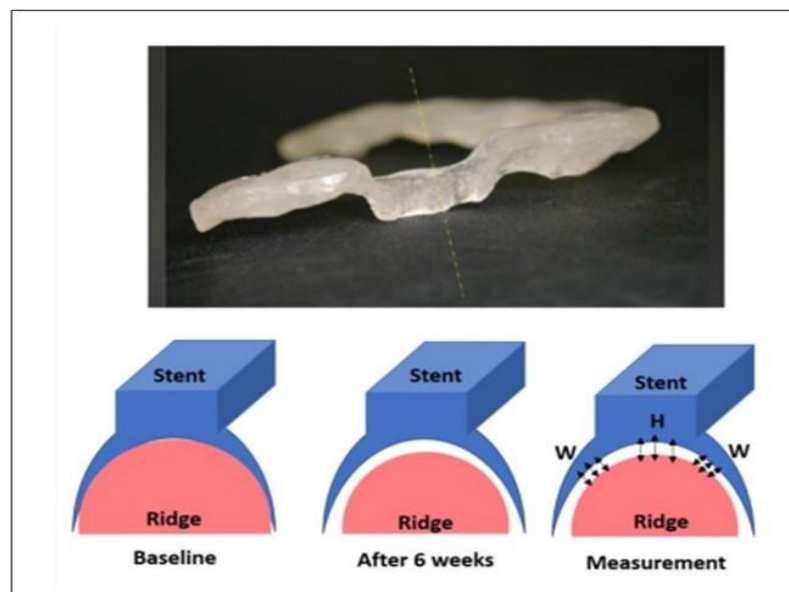 Stent
Ridge
Baseline
Stent
Ridge
After 6 weeks
Stent
H
W
W
Ridge
Measurement